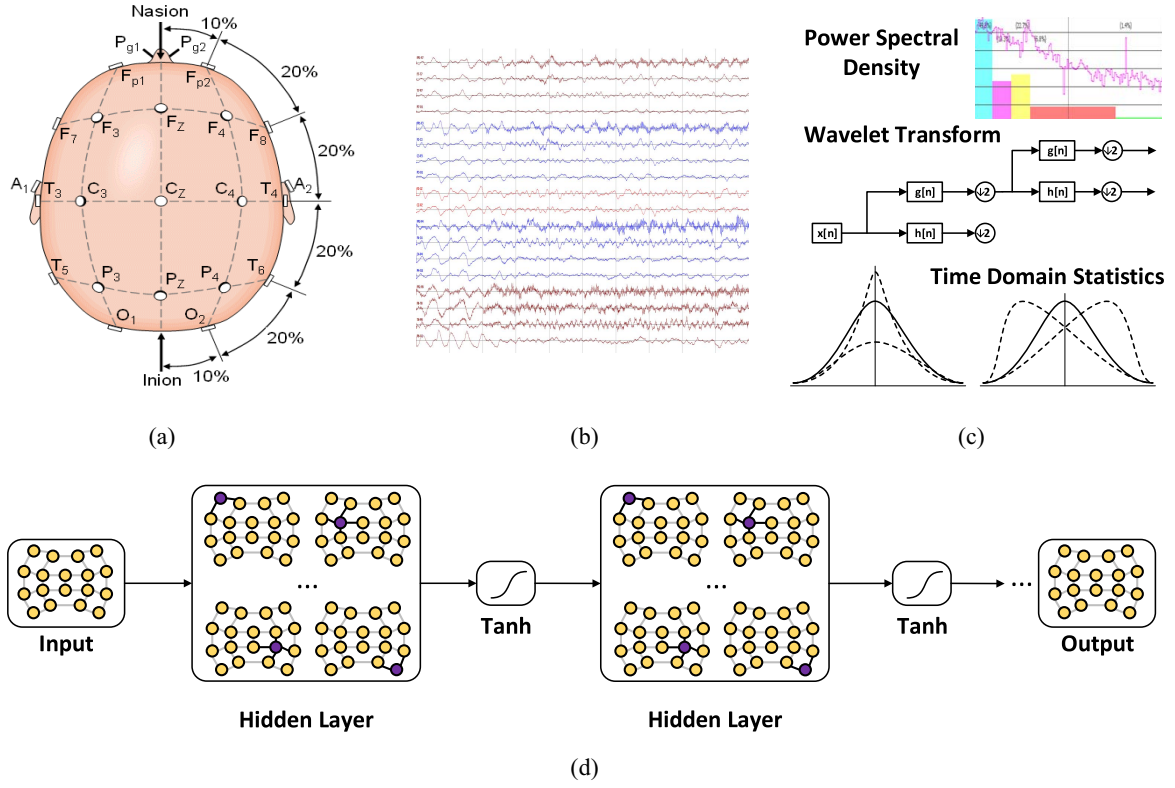 Nasion
10%
Pg1 Pg2
Fp1 Fp2
20%
F7 F3 FZ F4 F8
20%
A1 T3 C3 CZ C4 T4 A2
20%
T5 P3 PZ P4 T6
O1 O2
20%
10%
Inion
(a)
(b)
Power Spectral
Density
[1.4%]
Wavelet Transform
x[n]
g[n]
↓2
h[n]
↓2
g[n]
↓2
h[n]
↓2
Time Domain Statistics
(c)
Input
...
Hidden Layer
Tanh
...
Hidden Layer
Tanh
...
Output
(d)